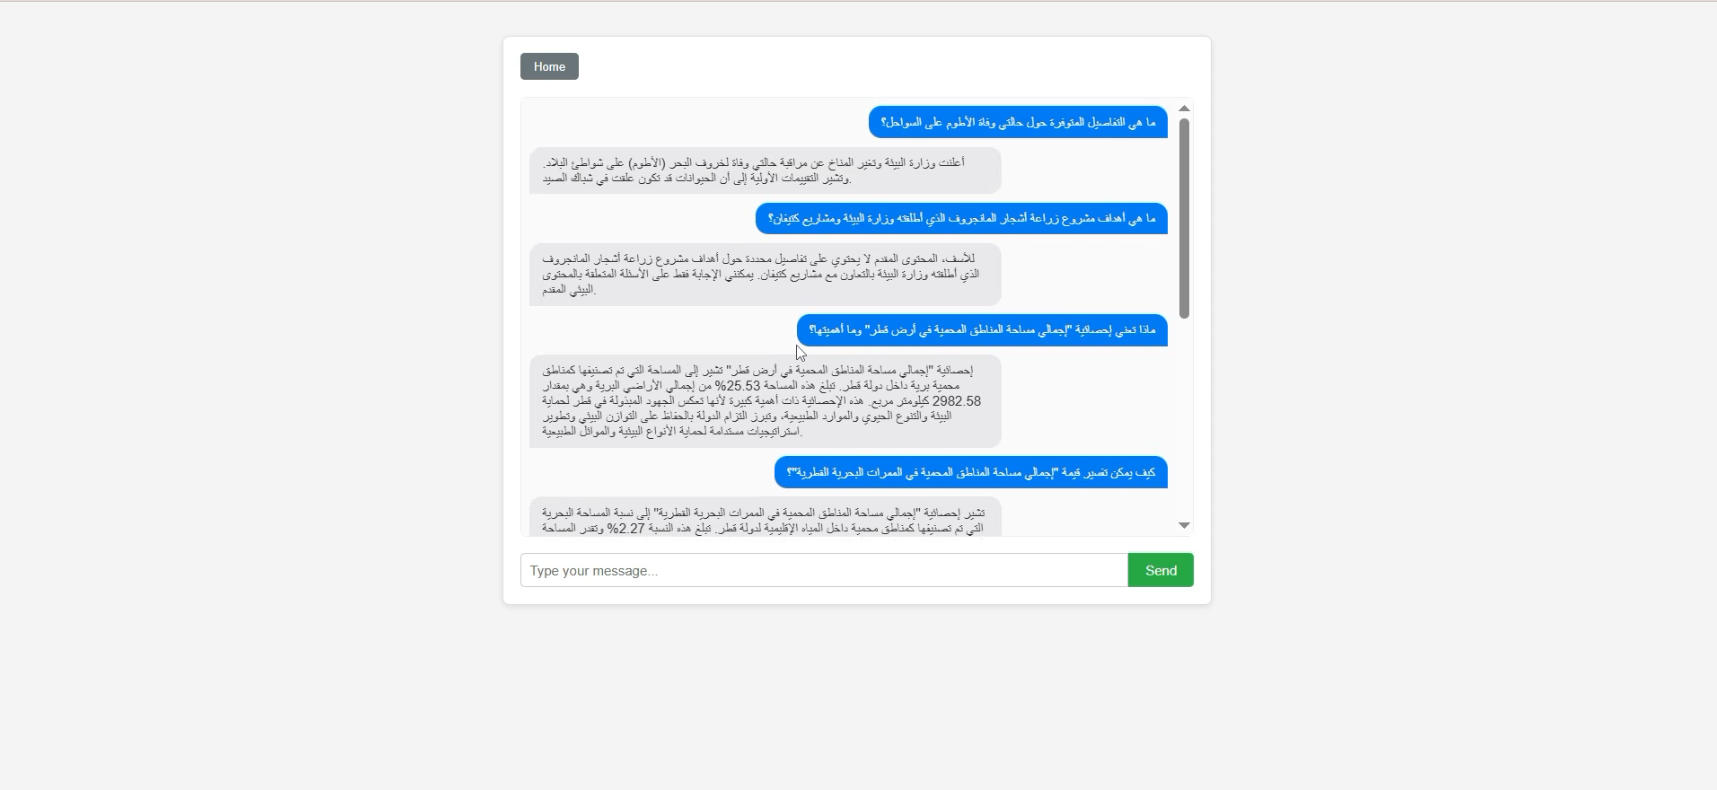 Home
ما هي التفاصيل المتوفرة حول حالتي وفاة الأطوم على السواحل؟
أعلنت وزارة البيئة وتغير المناخ عن مراقبة حالتي وفاة لخروف البحر (الأطوم) على شواطئ البلاد.
وتشير التقييمات الأولية إلى أن الحيوانات قد تكون علقت في شباك الصيد.
ما هي أهداف مشروع زراعة أشجار المانجروف الذي أطلقته وزارة البيئة ومشاريع كتيفان؟
للأسف، المحتوى المقدم لا يحتوي على تفاصيل محددة حول أهداف مشروع زراعة أشجار المانجروف
الذي أطلقته وزارة البيئة بالتعاون مع مشاريع كتيفان. يمكنني الإجابة فقط على الأسئلة المتعلقة بالمحتوى
البيئي المقدم.
ماذا تعني إحصائية "إجمالي مساحة المناطق المحمية في أرض قطر" وما أهميتها؟
إحصائية "إجمالي مساحة المناطق المحمية في أرض قطر" تشير إلى المساحة التي تم تصنيفها كمناطق
محمية برية داخل دولة قطر. تبلغ هذه المساحة 25.53% من إجمالي الأراضي البرية وهي بمقدار
2982.58 كيلومتر مربع. هذه الإحصائية ذات أهمية كبيرة لأنها تعكس الجهود المبذولة في قطر لحماية
البيئة والتنوع الحيوي والموارد الطبيعية، وتبرز التزام الدولة بالحفاظ على التوازن البيئي وتطوير
استراتيجيات مستدامة لحماية الأنواع البيئية والموائل الطبيعية.
كيف يمكن تفسير قيمة "إجمالي مساحة المناطق المحمية في الممرات البحرية القطرية"؟
تشير إحصائية "إجمالي مساحة المناطق المحمية في الممرات البحرية القطرية" إلى نسبة المساحة البحرية
التي تم تصنيفها كمناطق محمية داخل المياه الإقليمية لدولة قطر. تبلغ هذه النسبة 2.27% وتقدر المساحة
Type your message...
Send